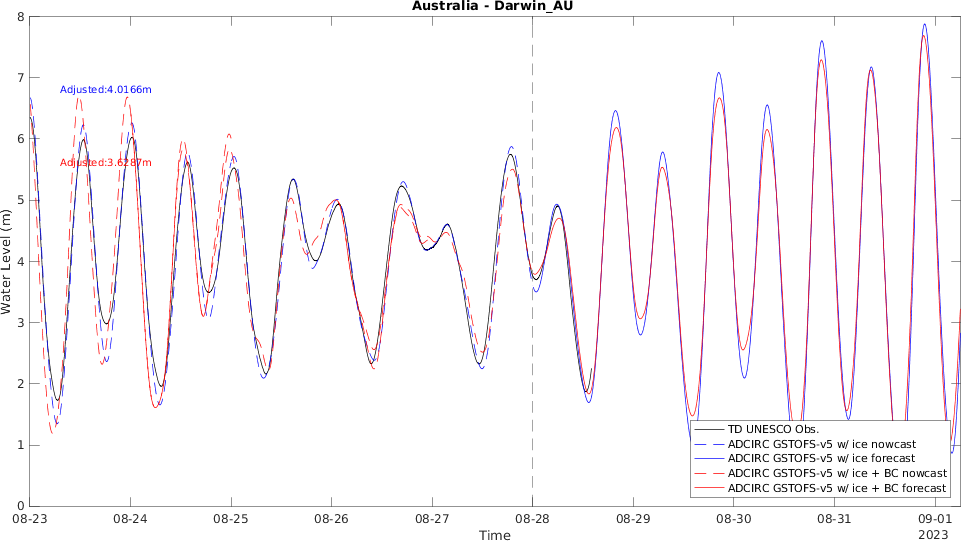 Australia - Darwin_AU
8
7
6
5
4
3
2
1
0
Water Level (m)
Adjusted:4.0166m
Adjusted:3.6287m
TD UNESCO Obs.
ADCIRC GSTOFS-v5 w/ ice nowcast
ADCIRC GSTOFS-v5 w/ ice forecast
ADCIRC GSTOFS-v5 w/ ice + BC nowcast
ADCIRC GSTOFS-v5 w/ ice + BC forecast
08-23 08-24 08-25 08-26 08-27 08-28 08-29 08-30 08-31 09-01
Time
2023